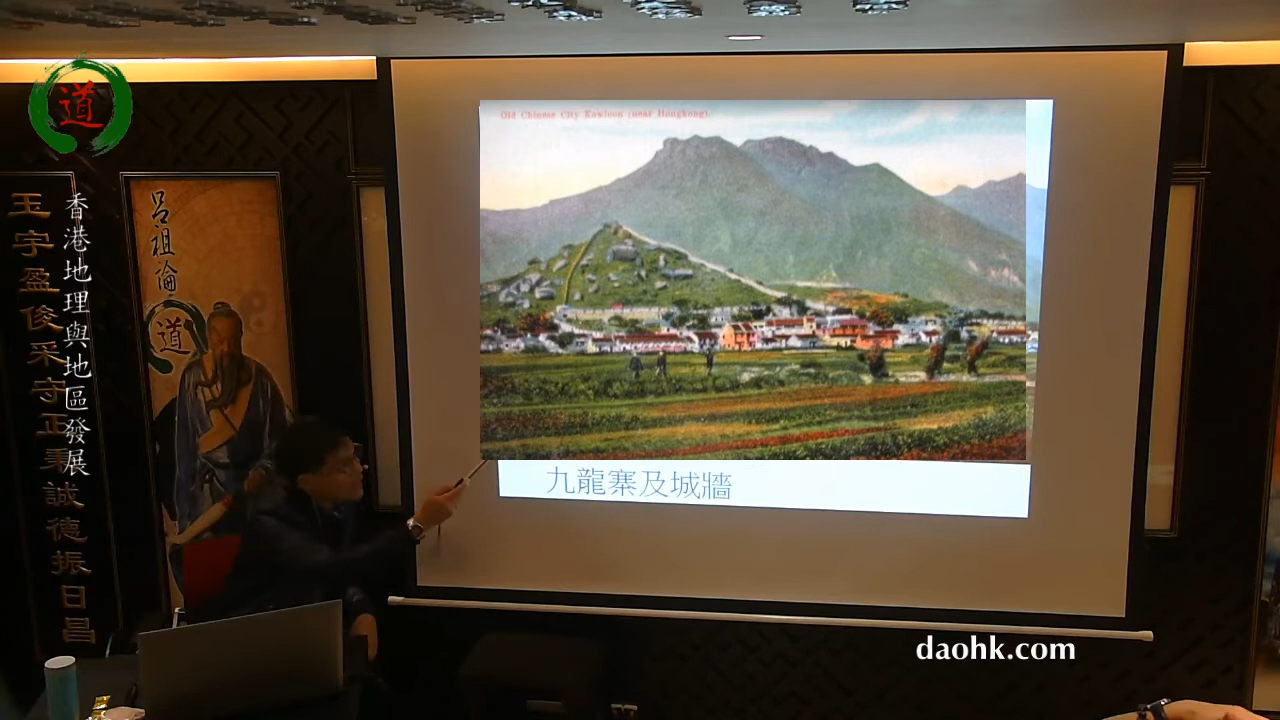 道
香港地理與地區發展
玉宇盈俊采守正秉誠德振日昌
呂祖論
道
Old Chinese City Kowloon (near Hongkong).
九龍寨及城牆
daohk.com